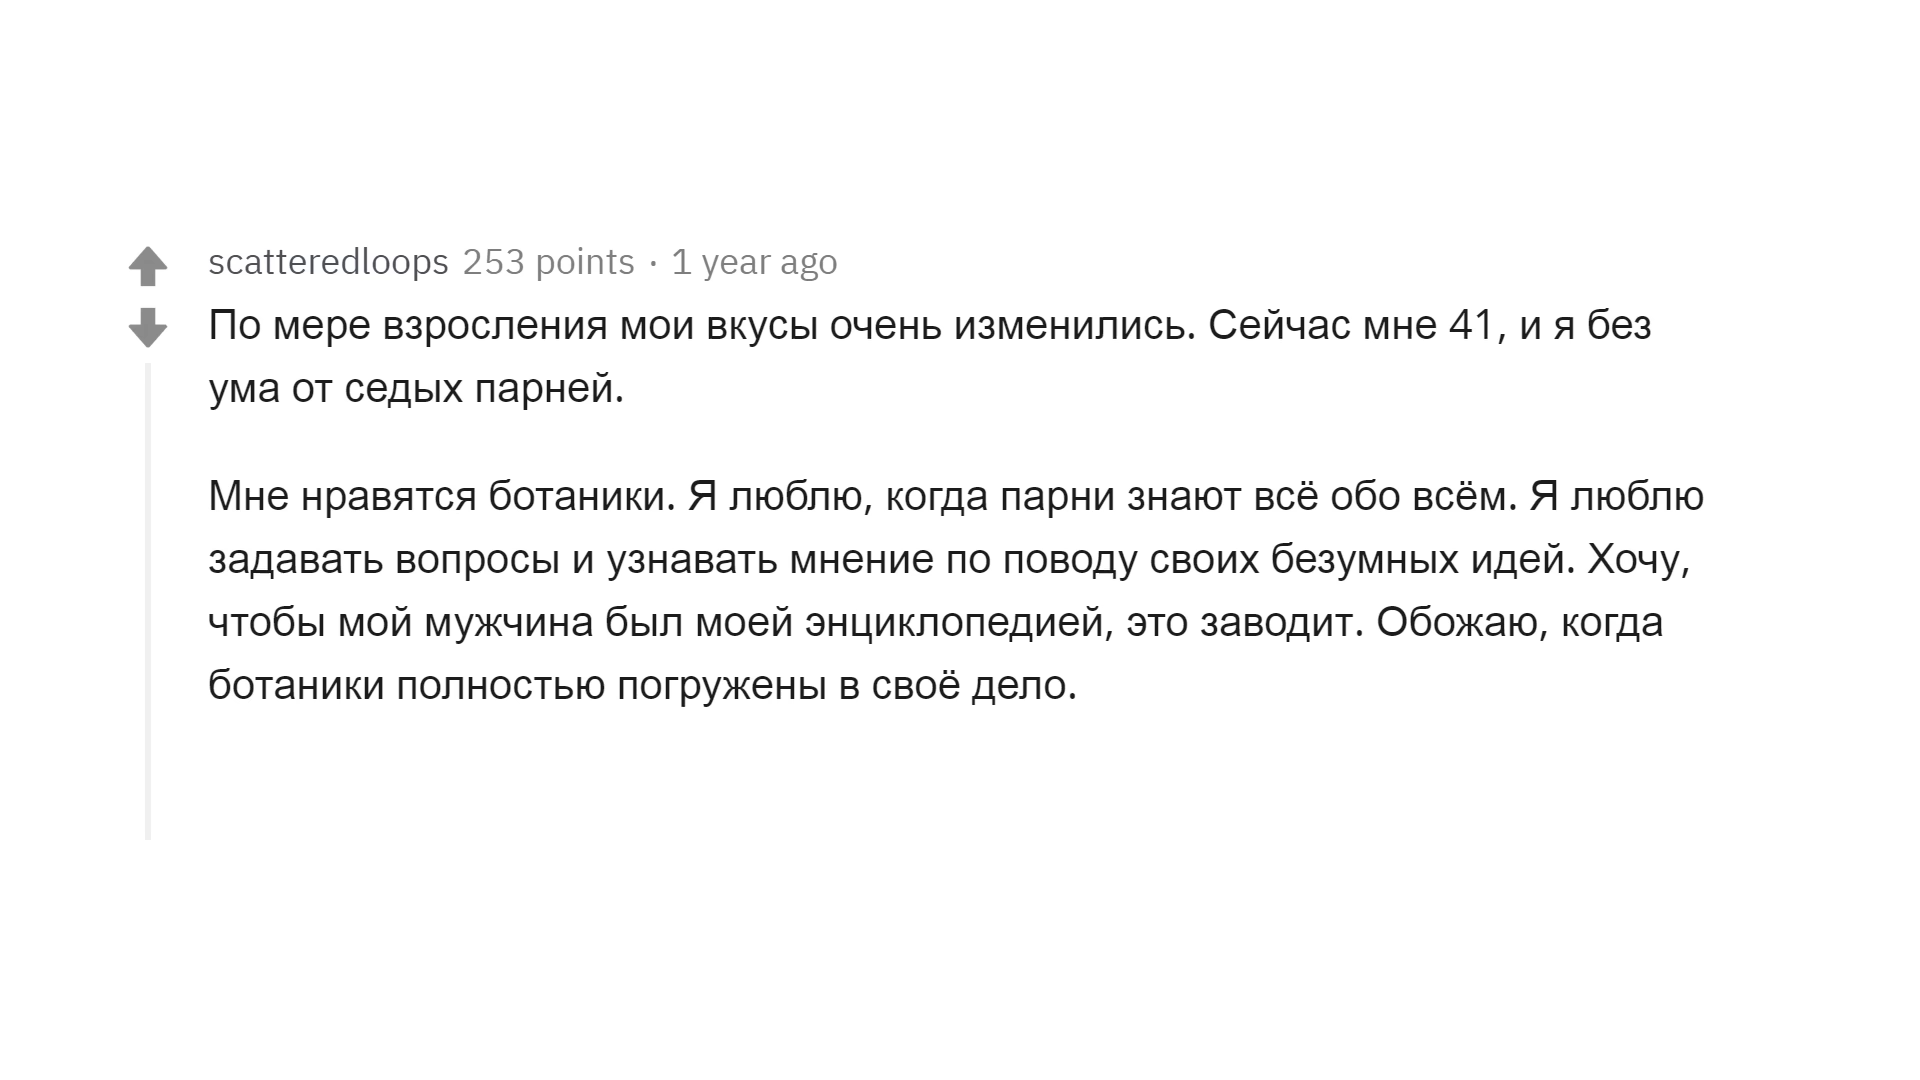 scatteredloops 253 points · 1 year ago
По мере взросления мои вкусы очень изменились. Сейчас мне 41, и я без
ума от седых парней.
Мне нравятся ботаники. Я люблю, когда парни знают всё обо всём. Я люблю
задавать вопросы и узнавать мнение по поводу своих безумных идей. Хочу,
чтобы мой мужчина был моей энциклопедией, это заводит. Обожаю, когда
ботаники полностью погружены в своё дело.